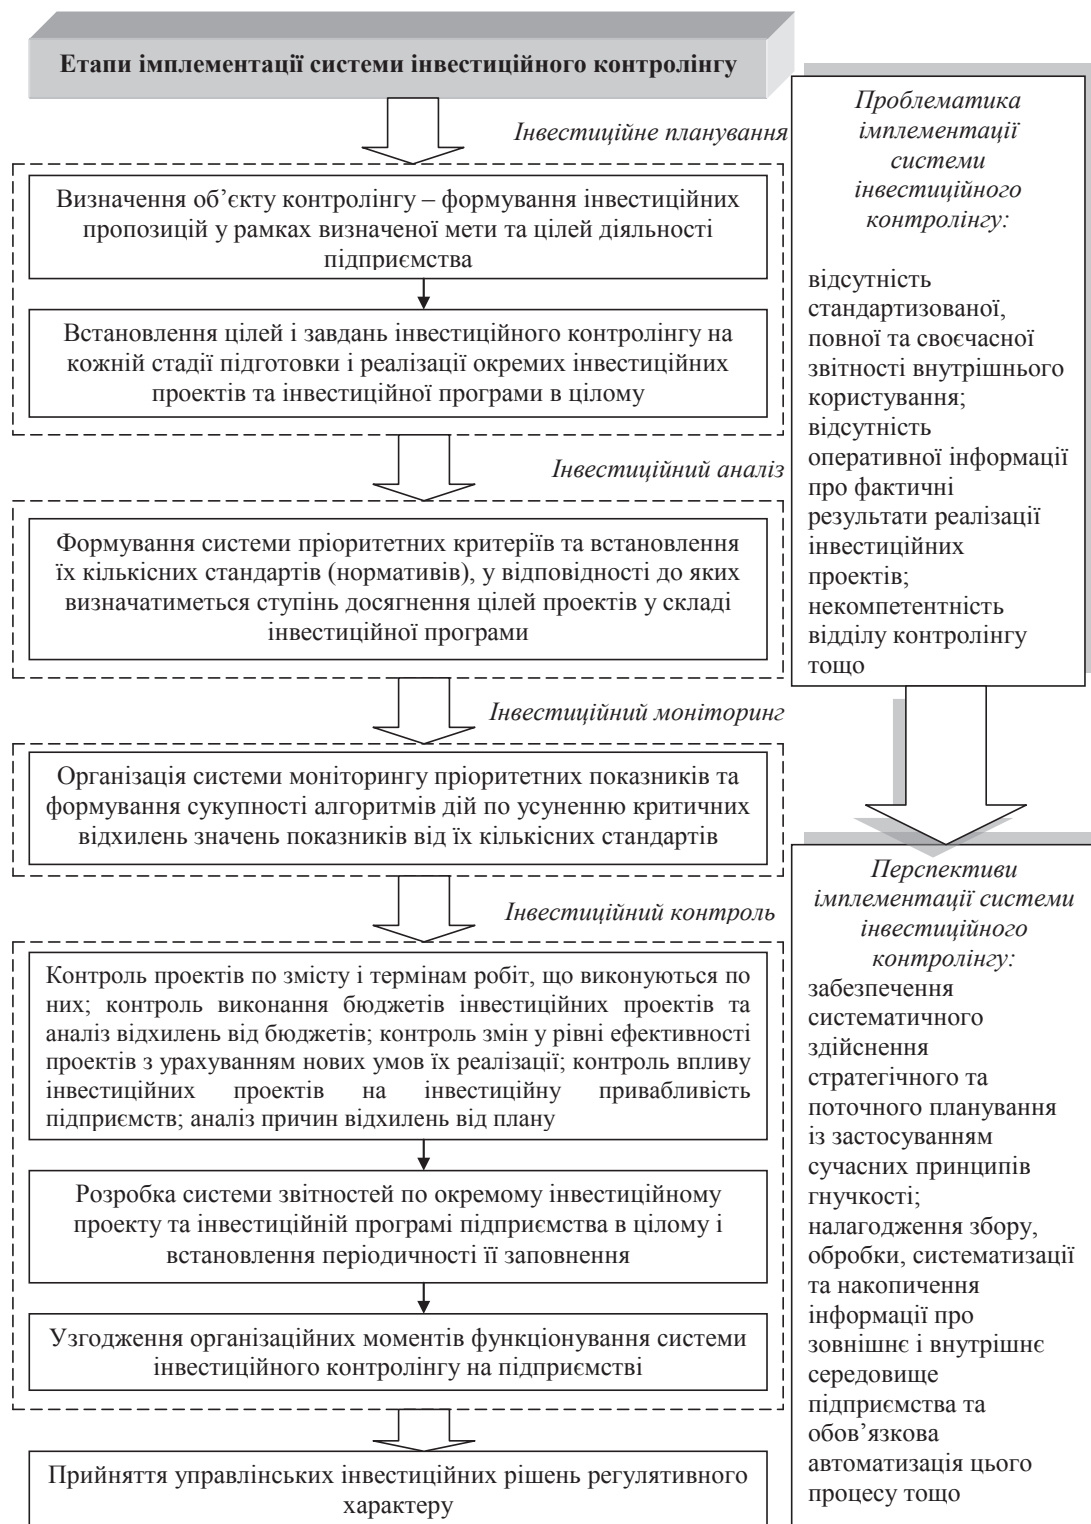 Етапи імплементації системи інвестиційного контролінгу
Інвестиційне планування
Визначення об’єкту контролінгу – формування інвестиційних
пропозицій у рамках визначеної мети та цілей діяльності
підприємства
Встановлення цілей і завдань інвестиційного контролінгу на
кожній стадії підготовки і реалізації окремих інвестиційних
проектів та інвестиційної програми в цілому
Інвестиційний аналіз
Формування системи пріоритетних критеріїв та встановлення
їх кількісних стандартів (нормативів), у відповідності до яких
визначатиметься ступінь досягнення цілей проектів у складі
інвестиційної програми
Інвестиційний моніторинг
Організація системи моніторингу пріоритетних показників та
формування сукупності алгоритмів дій по усуненню критичних
відхилень значень показників від їх кількісних стандартів
Інвестиційний контроль
Контроль проектів по змісту і термінам робіт, що виконуються по
них; контроль виконання бюджетів інвестиційних проектів та
аналіз відхилень від бюджетів; контроль змін у рівні ефективності
проектів з урахуванням нових умов їх реалізації; контроль впливу
інвестиційних проектів на інвестиційну привабливість
підприємств; аналіз причин відхилень від плану
Розробка системи звітностей по окремому інвестиційному
проекту та інвестиційній програмі підприємства в цілому і
встановлення періодичності її заповнення
Узгодження організаційних моментів функціонування системи
інвестиційного контролінгу на підприємстві
Прийняття управлінських інвестиційних рішень регулятивного
характеру
Проблематика
імплементації
системи
інвестиційного
контролінгу:
відсутність
стандартизованої,
повної та своєчасної
звітності внутрішнього
користування;
відсутність
оперативної інформації
про фактичні
результати реалізації
інвестиційних
проектів;
некомпетентність
відділу контролінгу
тощо
Перспективи
імплементації системи
інвестиційного
контролінгу:
забезпечення
систематичного
здійснення
стратегічного та
поточного планування
із застосуванням
сучасних принципів
гнучкості;
налагодження збору,
обробки, систематизації
та накопичення
інформації про
зовнішнє і внутрішнє
середовище
підприємства та
обов’язкова
автоматизація цього
процесу тощо